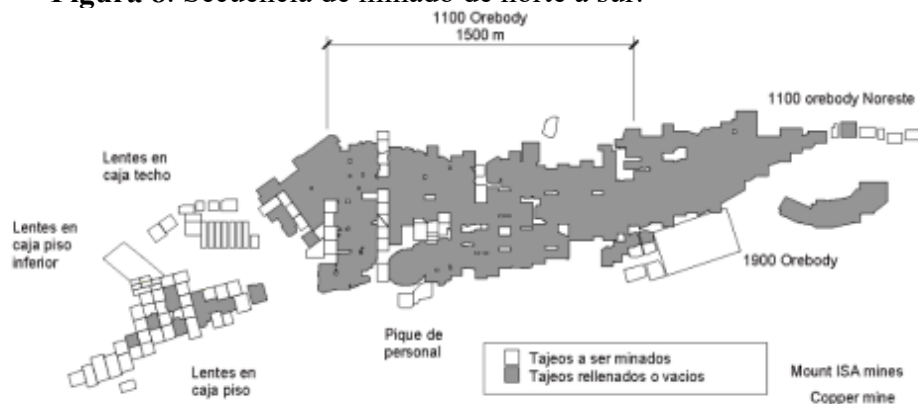 Figura 8. Secuencia de minado de norte a sur.
1100 Orebody
1500 m
1100 orebody Noreste
Lentes en
caja techo
Lentes en
caja piso
inferior
1900 Orebody
Pique de
personal
Lentes en
caja piso
Tajeos a ser minados
Tajeos rellenados o vacios
Mount ISA mines
Copper mine